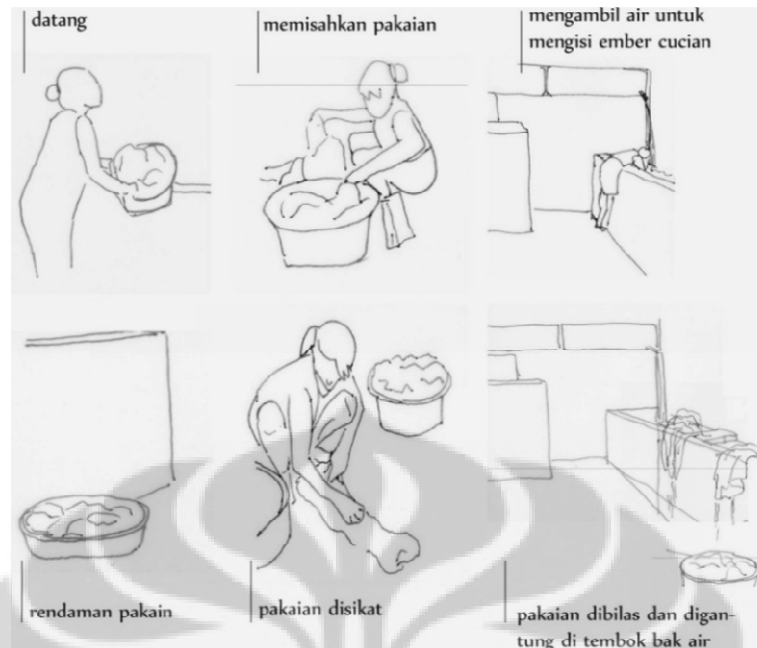 datang
memisahkan pakaian
mengambil air untuk
mengisi ember cucian
rendaman pakain
pakaian disikat
pakaian dibilas dan digan-
tung di tembok bak air